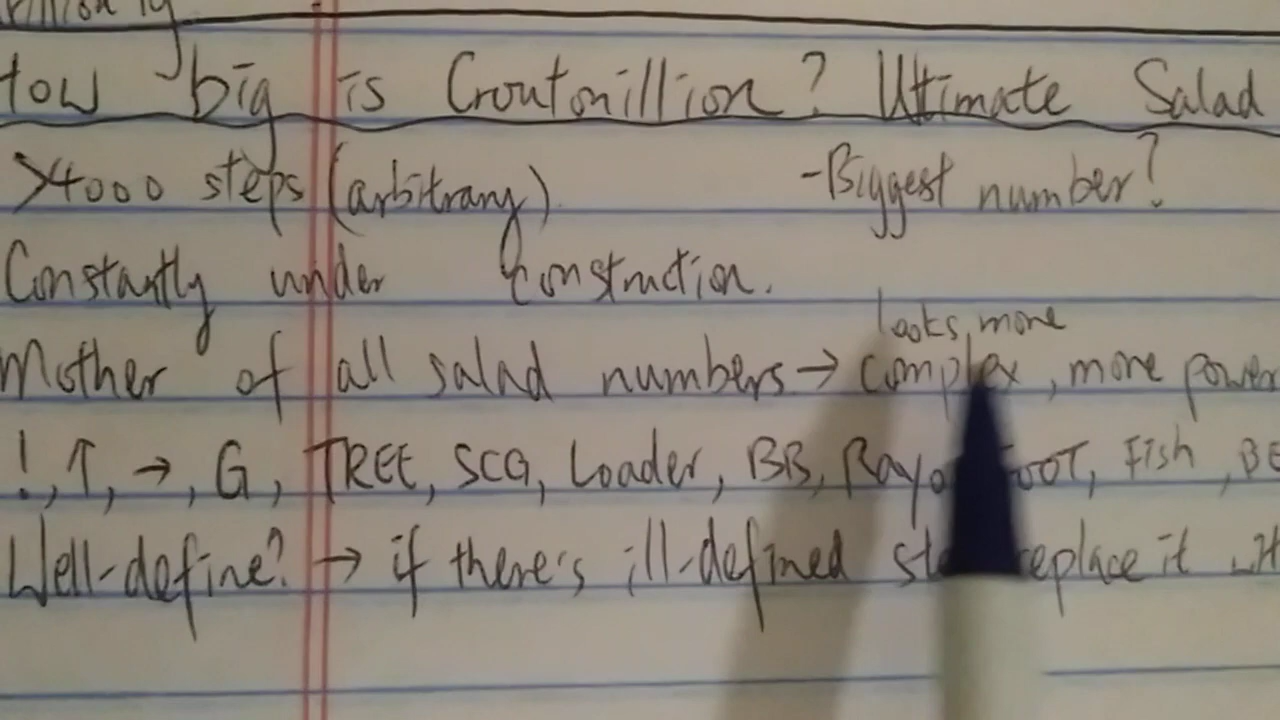 How big is Croutonillion? Ultimate Salad
>4000 steps (arbitrary) -Biggest number?
Constantly under construction.
looks more
Mother of all salad numbers → complex, more power
!, ↑, →, G, TREE, SCG, Loader, BB, Rayo FOOT, Fish, BE
Well-define? → if there's ill-defined replace it